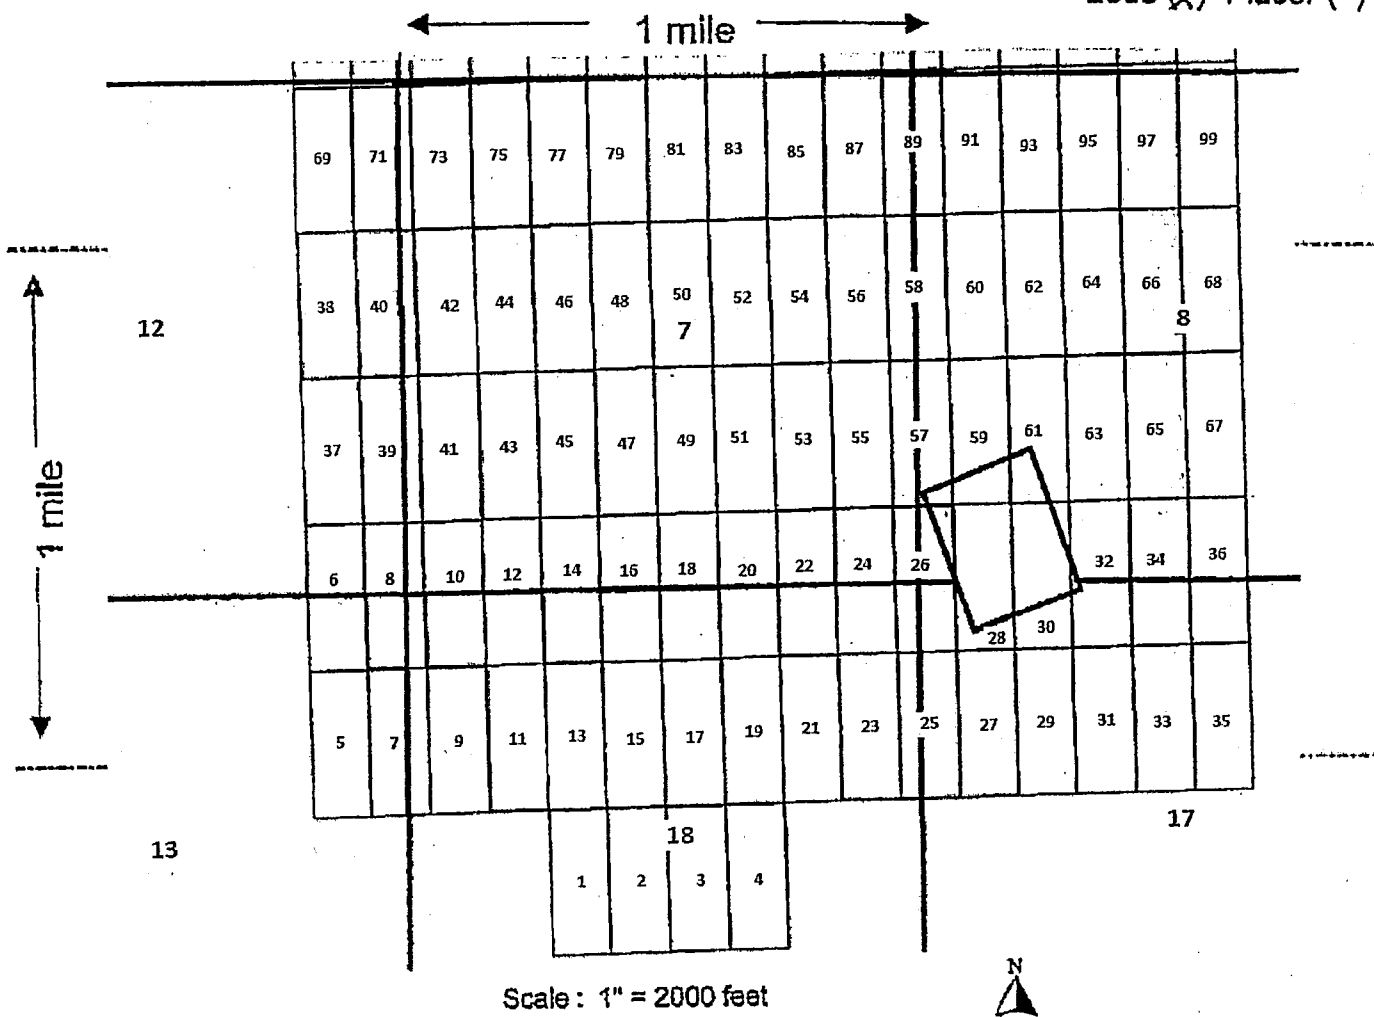 1 mile
69 71 73 75 77 79 81 83 85 87 89 91 93 95 97 99
38 40 42 44 46 48 50 52 54 56 58 60 62 64 66 68
12 7 8
37 39 41 43 45 47 49 51 53 55 57 59 61 63 65 67
1 mile
6 8 10 12 14 16 18 20 22 24 26 32 34 36
28 30
5 7 9 11 13 15 17 19 21 23 25 27 29 31 33 35
13 18 17
1 2 3 4
N
Scale: 1" = 2000 feet